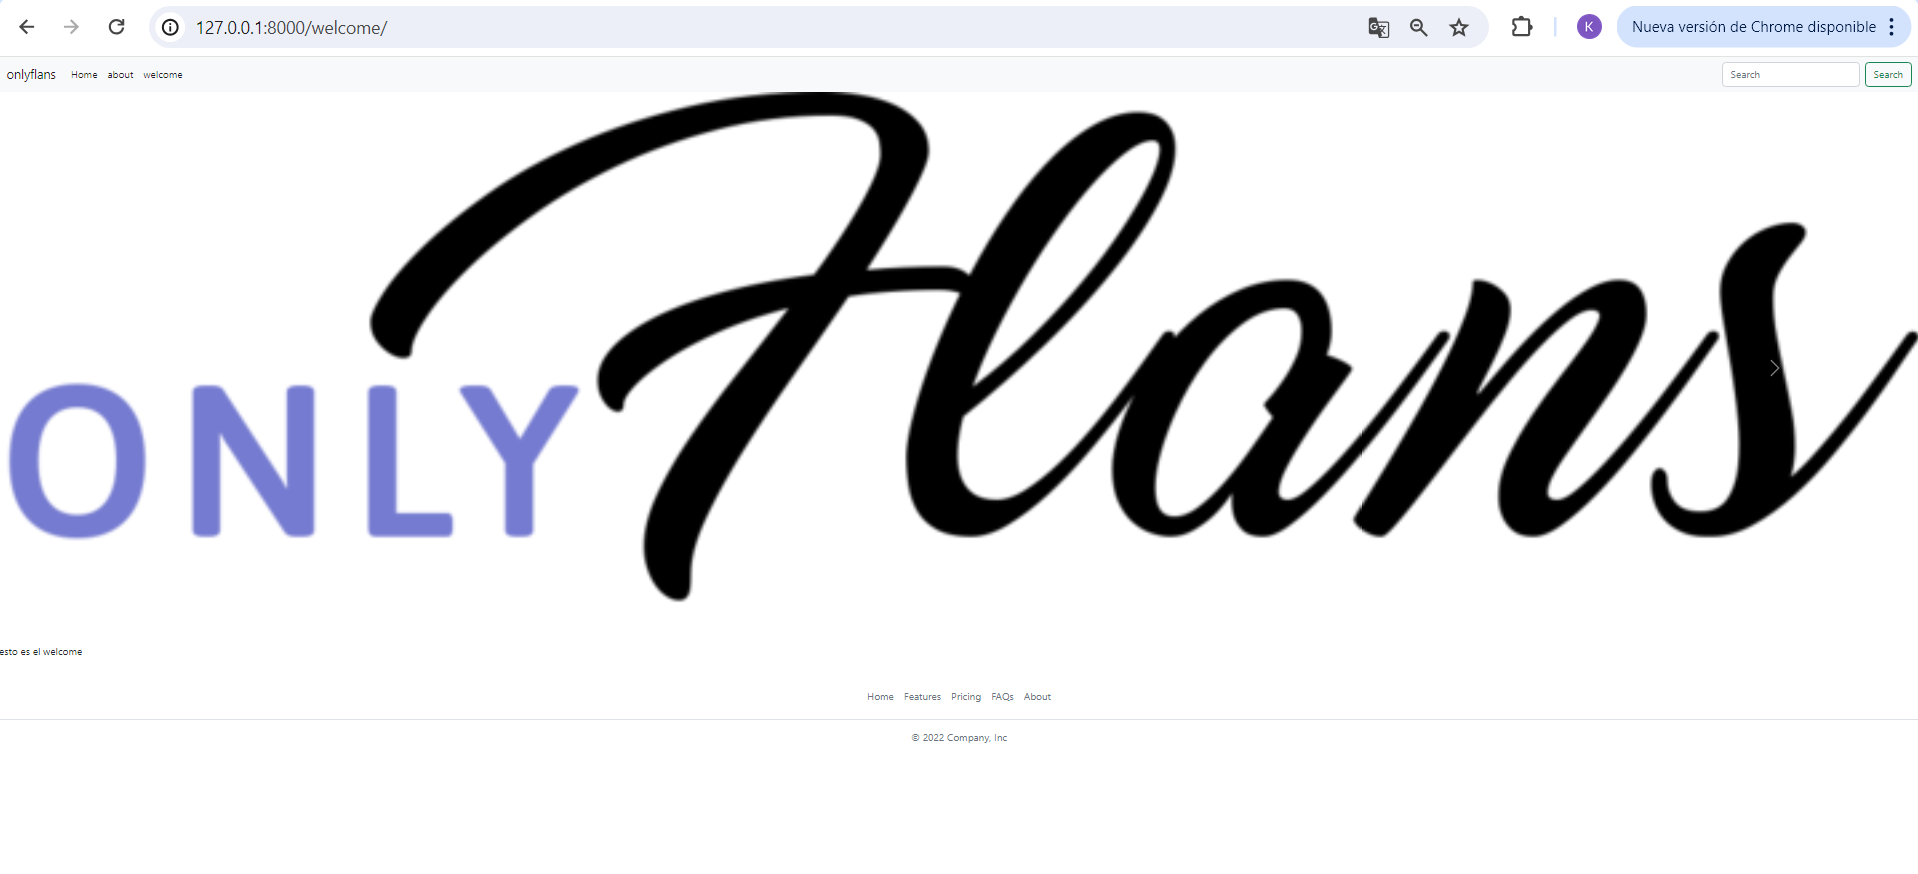 127.0.0.1:8000/welcome/
K
Nueva versión de Chrome disponible
onlyflans Home about welcome
Search Search
ONLY Flans
esto es el welcome
Home Features Pricing FAQs About
© 2022 Company, Inc